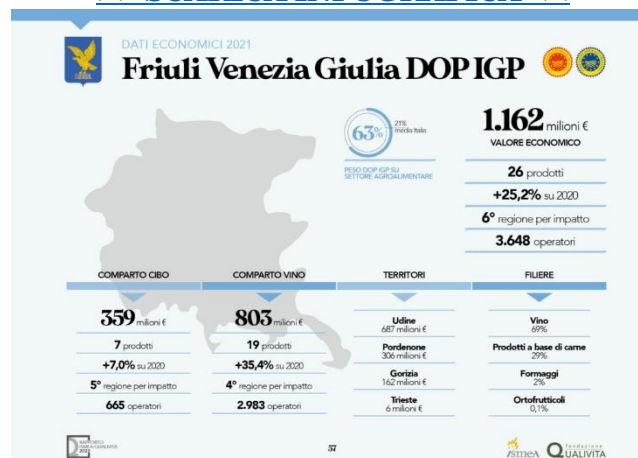 DATI ECONOMICI 2021
Friuli Venezia Giulia DOP IGP
63%
21%
media Italia
PESO DOP IGP SU
SETTORE AGROALIMENTARE
1.162 milioni €
VALORE ECONOMICO
26 prodotti
+25,2% su 2020
6° regione per impatto
3.648 operatori
COMPARTO CIBO
359 milioni €
7 prodotti
+7,0% su 2020
5° regione per impatto
665 operatori
COMPARTO VINO
803 milioni €
19 prodotti
+35,4% su 2020
4° regione per impatto
2.983 operatori
TERRITORI
Udine
687 milioni €
Pordenone
306 milioni €
Gorizia
162 milioni €
Trieste
6 milioni €
FILIERE
Vino
69%
Prodotti a base di carne
29%
Formaggi
2%
Ortofrutticoli
0,1%
57
ismea
fondazione
QUALIVITA